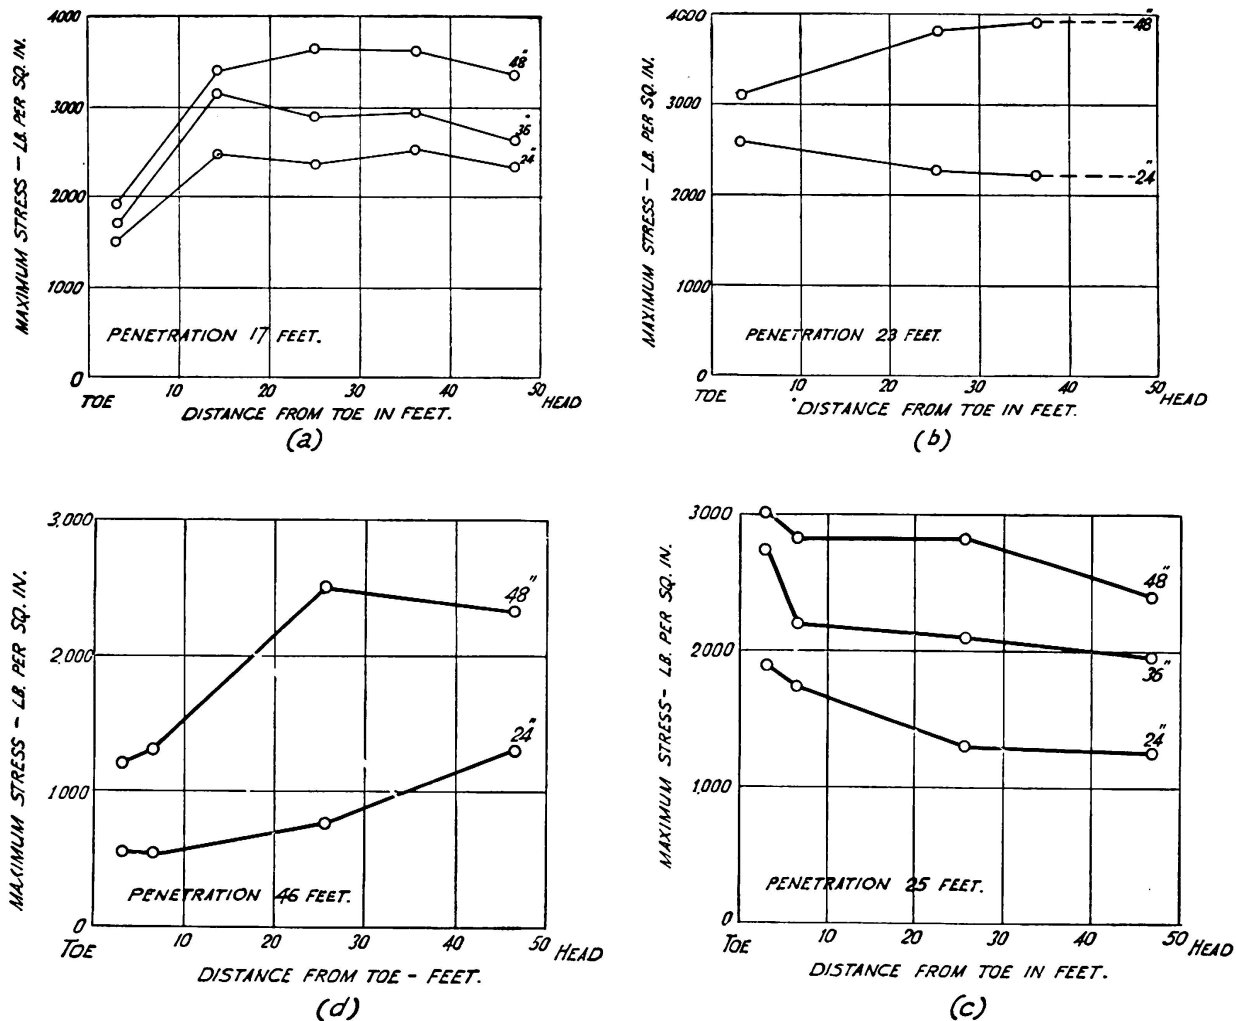 MAXIMUM STRESS – LB. PER SQ. IN.
4000
3000
2000
1000
0
48"
36"
24"
PENETRATION 17 FEET.
TOE 10 20 30 40 50 HEAD
DISTANCE FROM TOE IN FEET.
(a)
MAXIMUM STRESS – LB. PER SQ. IN.
4000
3000
2000
1000
0
48"
24"
PENETRATION 23 FEET.
TOE 10 20 30 40 50 HEAD
DISTANCE FROM TOE IN FEET.
(b)
MAXIMUM STRESS – LB. PER SQ. IN.
3,000
2,000
1000
0
48"
24"
PENETRATION 46 FEET.
TOE 10 20 30 40 50 HEAD
DISTANCE FROM TOE – FEET.
(d)
MAXIMUM STRESS – LB. PER SQ. IN.
3000
2000
1,000
0
48"
36"
24"
PENETRATION 25 FEET.
TOE 10 20 30 40 50 HEAD
DISTANCE FROM TOE IN FEET.
(c)